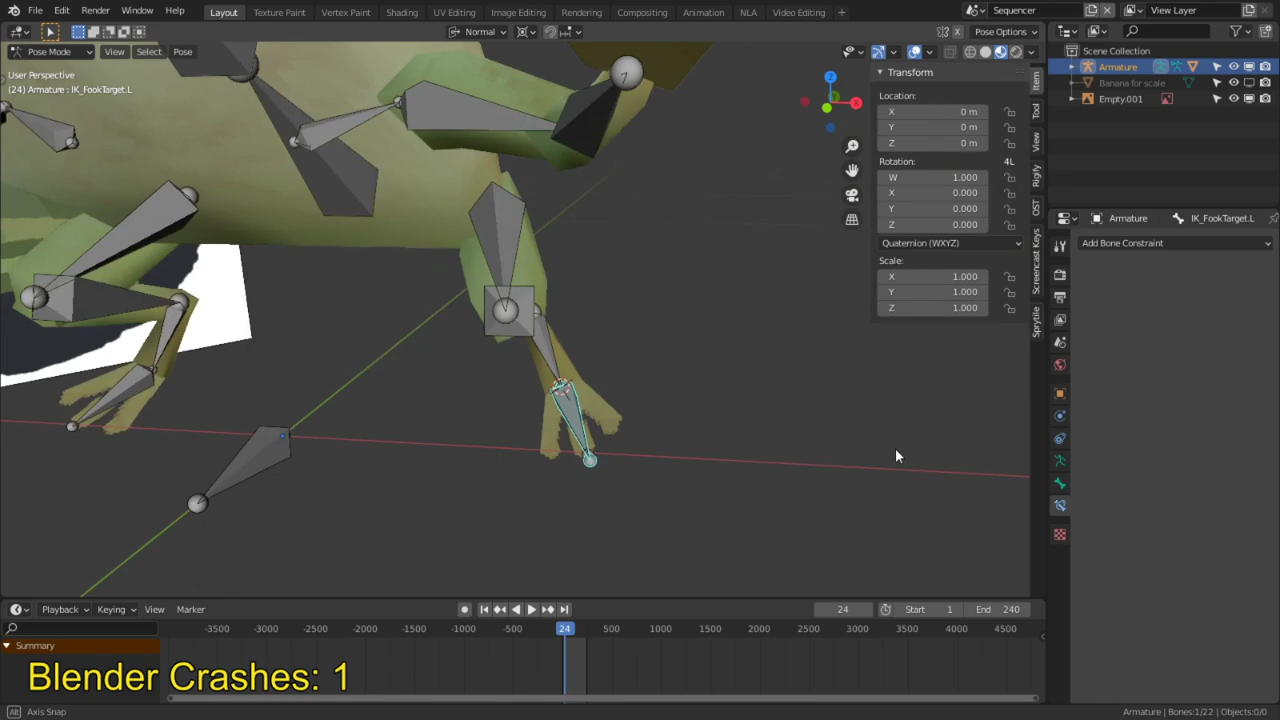 File Edit Render Window Help
Layout Texture Paint Vertex Paint Shading UV Editing Image Editing Rendering Compositing Animation NLA Video Editing +
Sequencer
View Layer
Pose Mode View Select Pose
Normal
Pose Options
User Perspective
(24) Armature : IK_FookTarget.L
Z
X
Transform
Location:
X 0 m
Y 0 m
Z 0 m
Rotation: 4L
W 1.000
X 0.000
Y 0.000
Z 0.000
Quaternion (WXYZ)
Scale:
X 1.000
Y 1.000
Z 1.000
Item
Tool
View
Rigify
OST
Screencast Keys
Sprytile
Scene Collection
Armature
Banana for scale
Empty.001
Armature IK_FookTarget.L
Add Bone Constraint
Playback Keying View Marker
24 Start 1 End 240
-3500 -3000 -2500 -2000 -1500 -1000 -500 24 500 1000 1500 2000 2500 3000 3500 4000 4500
Summary
Blender Crashes: 1
Alt Axis Snap
Armature | Bones:1/22 | Objects:0/0